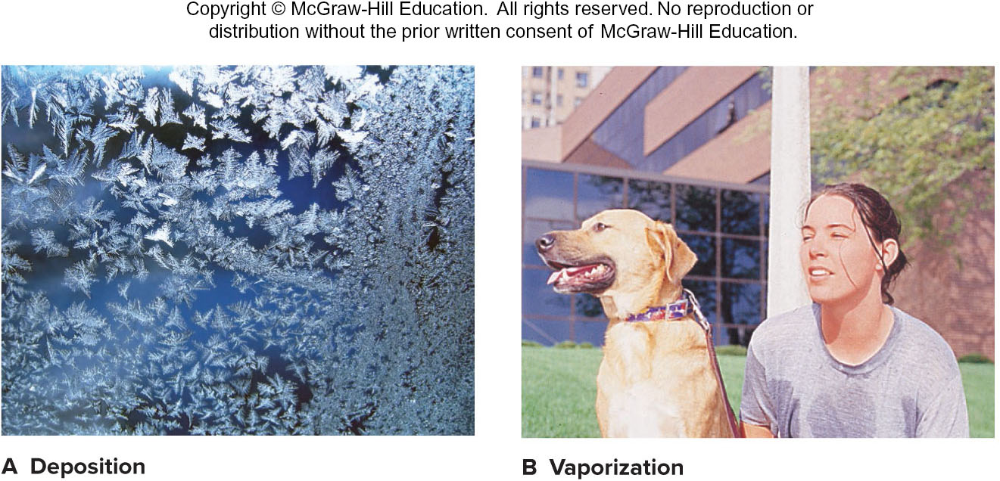 Copyright © McGraw-Hill Education. All rights reserved. No reproduction or
distribution without the prior written consent of McGraw-Hill Education.
A Deposition
B Vaporization